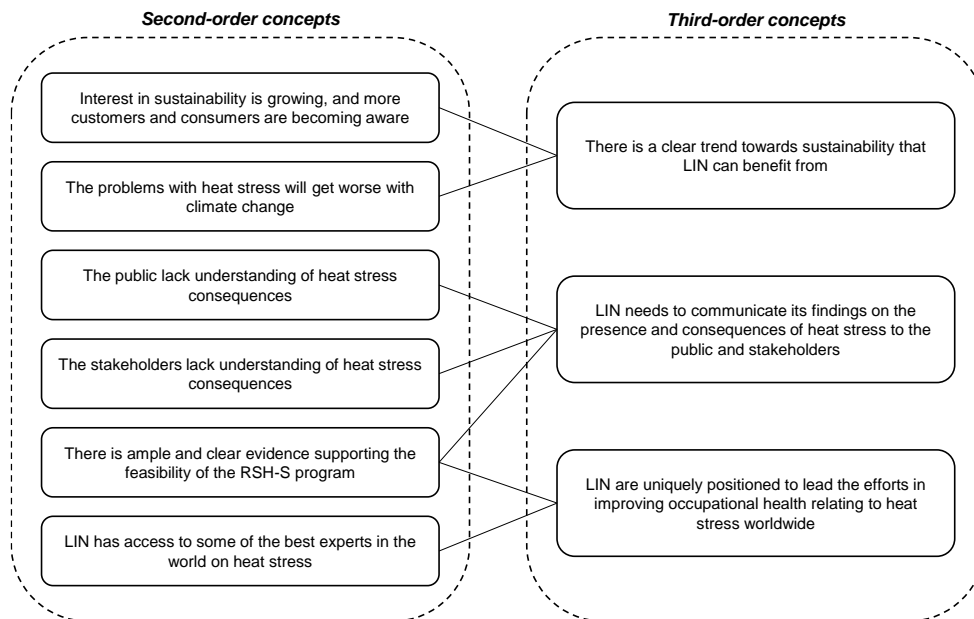 Second-order concepts
Interest in sustainability is growing, and more
customers and consumers are becoming aware
The problems with heat stress will get worse with
climate change
The public lack understanding of heat stress
consequences
The stakeholders lack understanding of heat stress
consequences
There is ample and clear evidence supporting the
feasibility of the RSH-S program
LIN has access to some of the best experts in the
world on heat stress
Third-order concepts
There is a clear trend towards sustainability that
LIN can benefit from
LIN needs to communicate its findings on the
presence and consequences of heat stress to the
public and stakeholders
LIN are uniquely positioned to lead the efforts in
improving occupational health relating to heat
stress worldwide